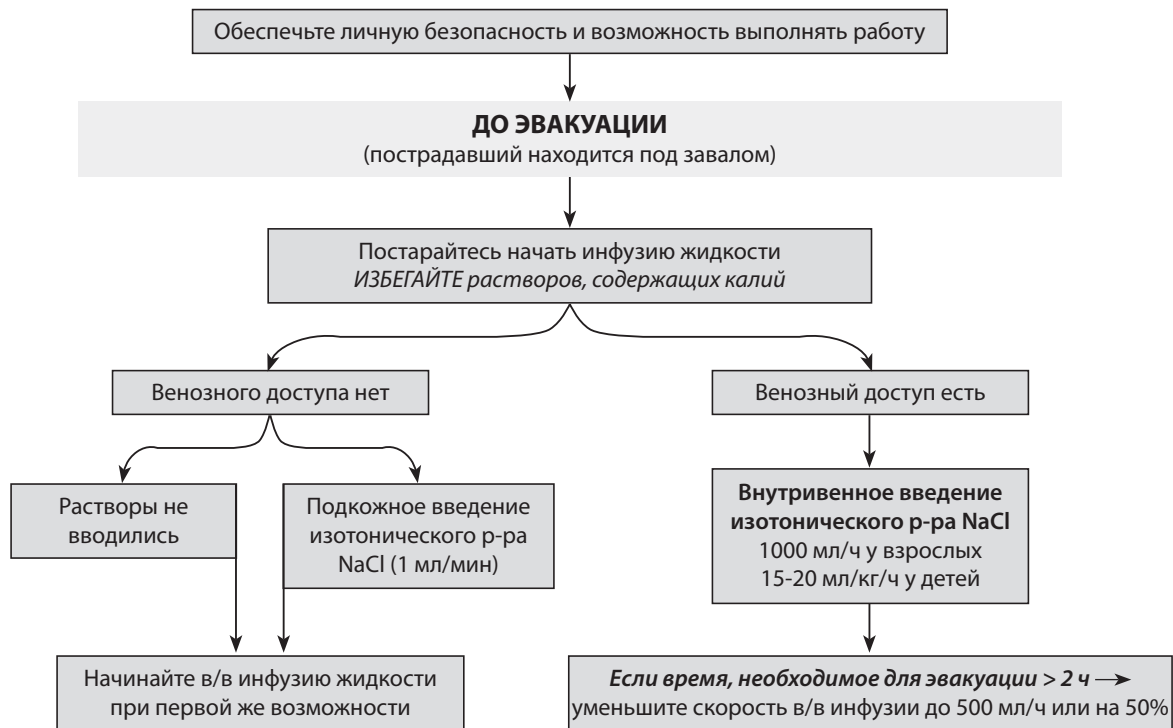 Обеспечьте личную безопасность и возможность выполнять работу
ДО ЭВАКУАЦИИ
(пострадавший находится под завалом)
Постарайтесь начать инфузию жидкости
ИЗБЕГАЙТЕ растворов, содержащих калий
Венозного доступа нет
Венозный доступ есть
Растворы не
вводились
Подкожное введение
изотонического р-ра
NaCl (1 мл/мин)
Внутривенное введение
изотонического р-ра NaCl
1000 мл/ч у взрослых
15-20 мл/кг/ч у детей
Начинайте в/в инфузию жидкости
при первой же возможности
Если время, необходимое для эвакуации > 2 ч →
уменьшите скорость в/в инфузии до 500 мл/ч или на 50%